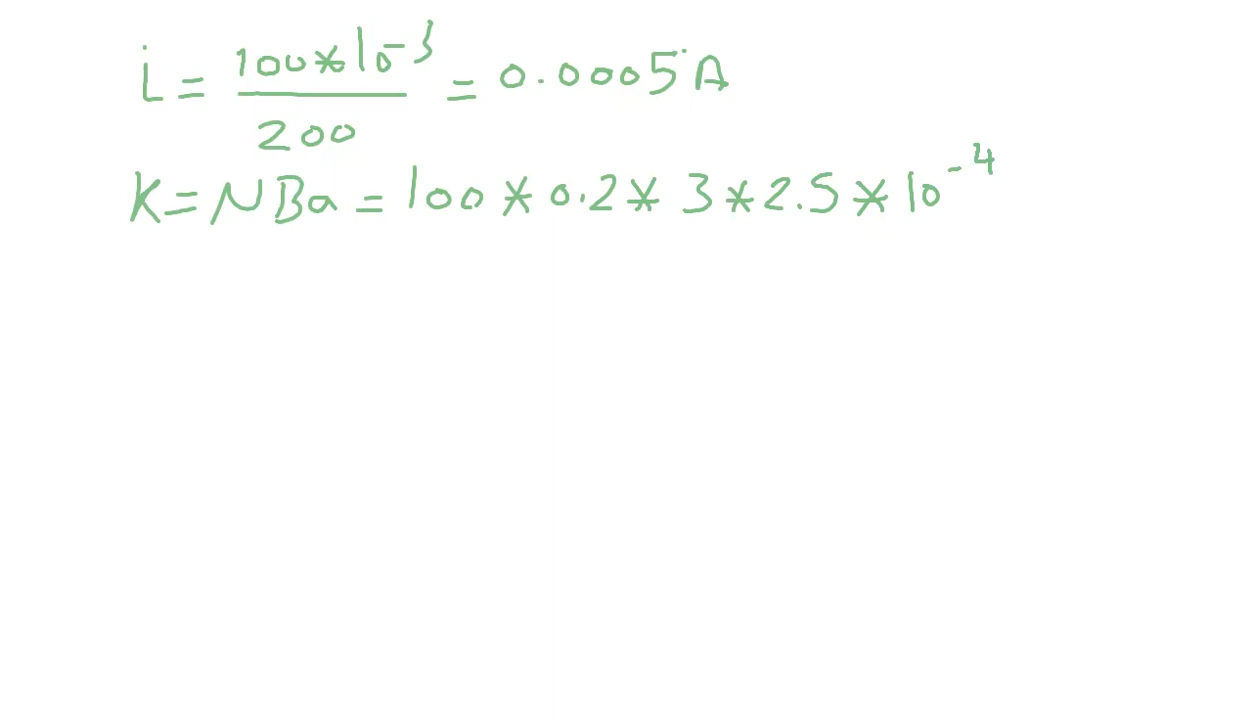 i = 100*10^-3 / 200 = 0.0005 A
K = NBa = 100 * 0.2 * 3 * 2.5 * 10^-4